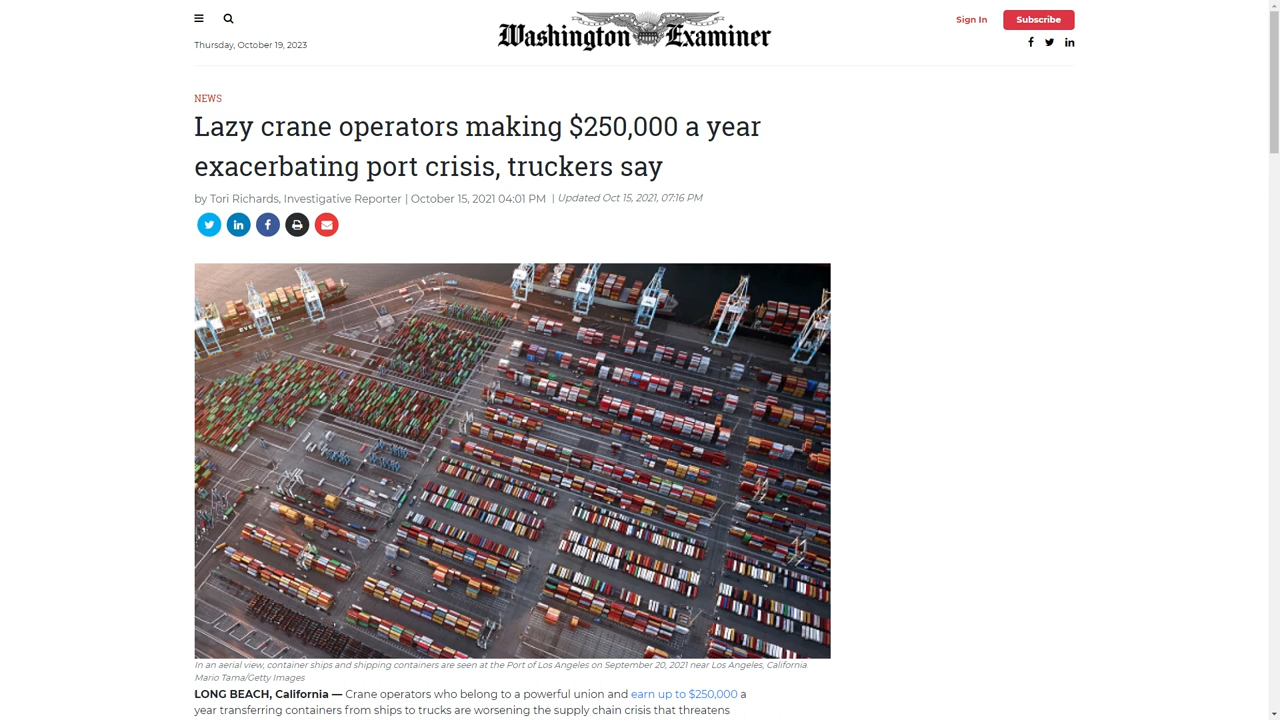 Sign In
Subscribe
Washington Examiner
Thursday, October 19, 2023
NEWS
Lazy crane operators making $250,000 a year
exacerbating port crisis, truckers say
by Tori Richards, Investigative Reporter | October 15, 2021 04:01 PM | Updated Oct 15, 2021, 07:16 PM
In an aerial view, container ships and shipping containers are seen at the Port of Los Angeles on September 20, 2021 near Los Angeles, California.
Mario Tama/Getty Images
LONG BEACH, California — Crane operators who belong to a powerful union and earn up to $250,000 a
year transferring containers from ships to trucks are worsening the supply chain crisis that threatens